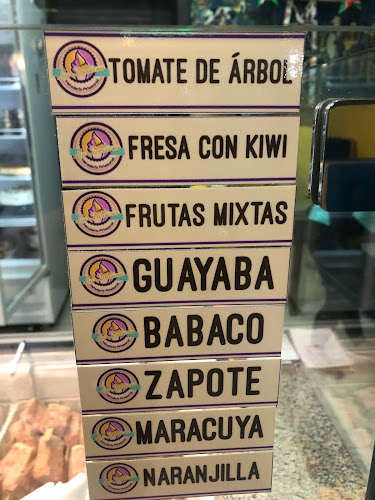 TOMATE DE ÁRBOL
FRESA CON KIWI
FRUTAS MIXTAS
GUAYABA
BABACO
ZAPOTE
MARACUYA
NARANJILLA